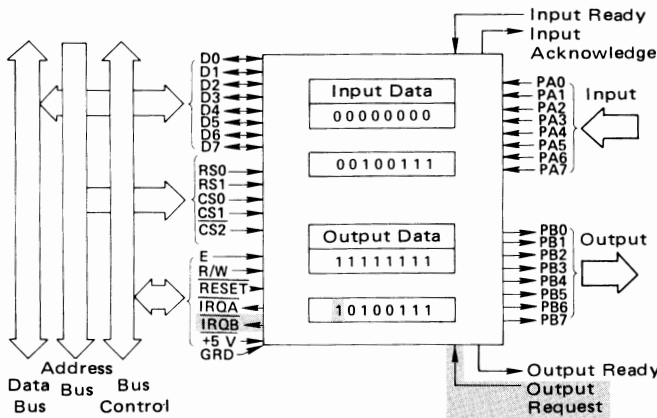 Input Ready
Input
Acknowledge
D0
D1
D2
D3
D4
D5
D6
D7
Input Data
00000000
00100111
PA0
PA1
PA2
PA3
PA4
PA5
PA6
PA7
Input
RS0
RS1
CS0
CS1
CS2
Output Data
11111111
10100111
PB0
PB1
PB2
PB3
PB4
PB5
PB6
PB7
Output
E
R/W
RESET
IRQA
IRQB
+5 V
GRD
Data
Bus
Address
Bus
Bus
Control
Output Ready
Output
Request